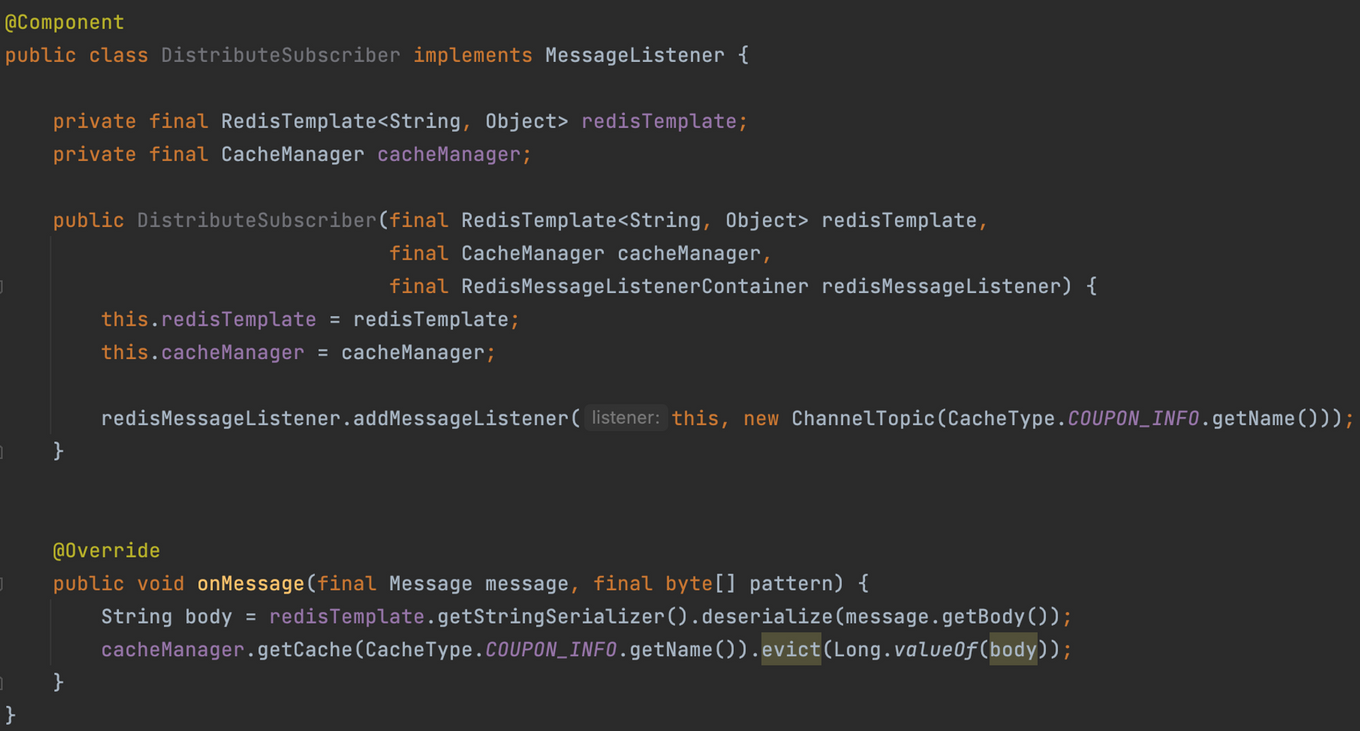 @Component
public class DistributeSubscriber implements MessageListener {
private final RedisTemplate<String, Object> redisTemplate;
private final CacheManager cacheManager;
public DistributeSubscriber(final RedisTemplate<String, Object> redisTemplate,
final CacheManager cacheManager,
final RedisMessageListenerContainer redisMessageListener) {
this.redisTemplate = redisTemplate;
this.cacheManager = cacheManager;
redisMessageListener.addMessageListener( listener: this, new ChannelTopic(CacheType.COUPON_INFO.getName()));
}
@Override
public void onMessage(final Message message, final byte[] pattern) {
String body = redisTemplate.getStringSerializer().deserialize(message.getBody());
cacheManager.getCache(CacheType.COUPON_INFO.getName()).evict(Long.valueOf(body));
}
}